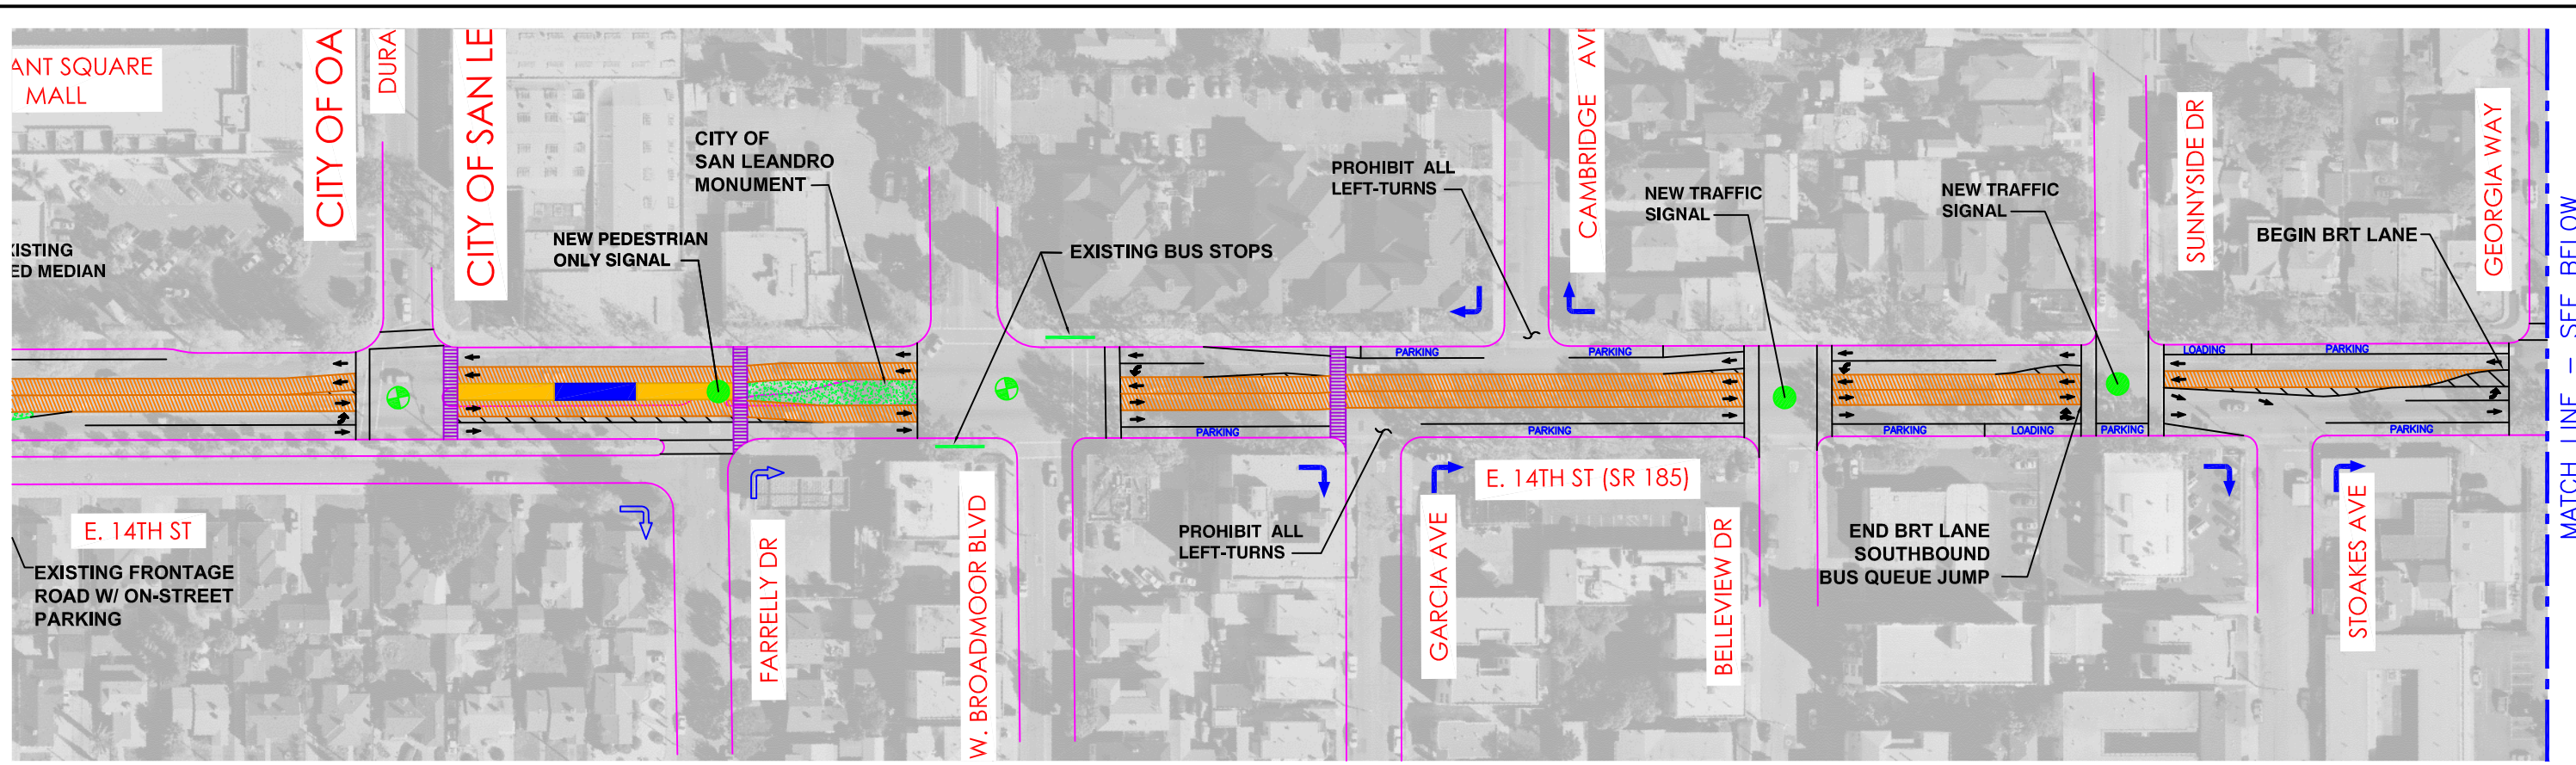 ANT SQUARE
MALL
CITY OF OA
DURA
CITY OF SAN LE
CITY OF
SAN LEANDRO
MONUMENT
NEW PEDESTRIAN
ONLY SIGNAL
EXISTING BUS STOPS
PROHIBIT ALL
LEFT-TURNS
CAMBRIDGE AVE
NEW TRAFFIC
SIGNAL
NEW TRAFFIC
SIGNAL
SUNNYSIDE DR
BEGIN BRT LANE
GEORGIA WAY
MATCH LINE - SEE BELOW
XISTING
ED MEDIAN
PARKING
PARKING
LOADING
PARKING
PARKING
PARKING
PARKING
LOADING
PARKING
PARKING
E. 14TH ST
EXISTING FRONTAGE
ROAD W/ ON-STREET
PARKING
FARRELLY DR
W. BROADMOOR BLVD
PROHIBIT ALL
LEFT-TURNS
GARCIA AVE
E. 14TH ST (SR 185)
BELLEVIEW DR
END BRT LANE
SOUTHBOUND
BUS QUEUE JUMP
STOAKES AVE